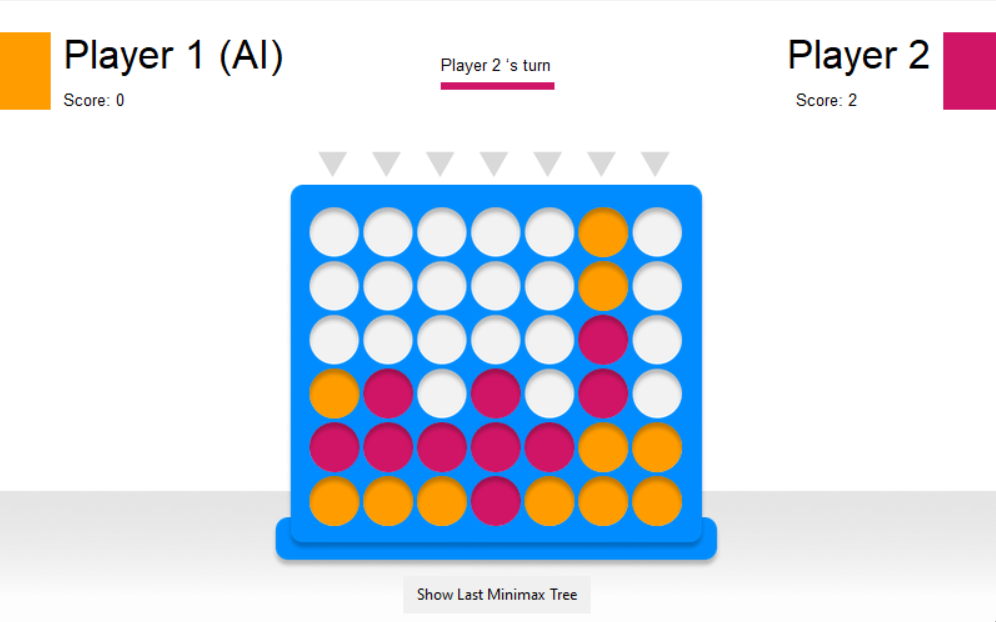 Player 1 (AI)
Score: 0
Player 2 ‘s turn
Player 2
Score: 2
Show Last Minimax Tree